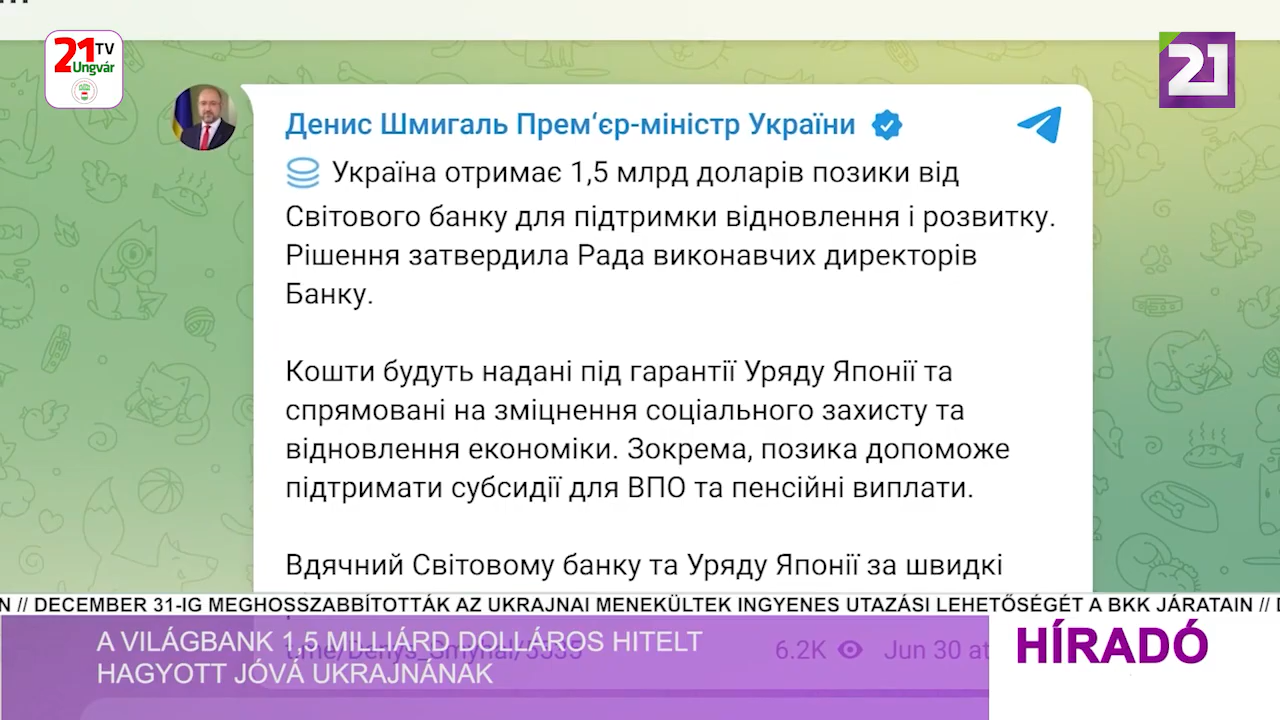 21 TV
Ungvár
21
Денис Шмигаль Прем‘єр-міністр України
Україна отримає 1,5 млрд доларів позики від
Світового банку для підтримки відновлення і розвитку.
Рішення затвердила Рада виконавчих директорів
Банку.
Кошти будуть надані під гарантії Уряду Японії та
спрямовані на зміцнення соціального захисту та
відновлення економіки. Зокрема, позика допоможе
підтримати субсидії для ВПО та пенсійні виплати.
Вдячний Світовому банку та Уряду Японії за швидкі
N // DECEMBER 31-IG MEGHOSSZABBÍTOTTÁK AZ UKRAJNAI MENEKÜLTEK INGYENES UTAZÁSI LEHETŐSÉGÉT A BKK JÁRATAIN // D
A VILÁGBANK 1,5 MILLIÁRD DOLLÁROS HITELT
HAGYOTT JÓVÁ UKRAJNÁNAK
6.2K Jun 30 at
HÍRADÓ